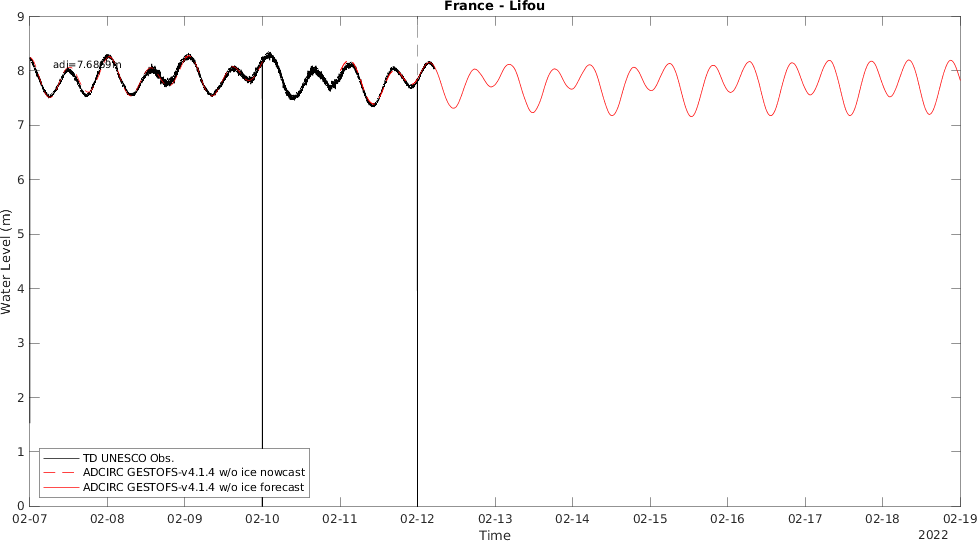 France - Lifou
9
8
7
6
5
4
3
2
1
0
Water Level (m)
adj=7.6889m
TD UNESCO Obs.
ADCIRC GESTOFS-v4.1.4 w/o ice nowcast
ADCIRC GESTOFS-v4.1.4 w/o ice forecast
02-07 02-08 02-09 02-10 02-11 02-12 02-13 02-14 02-15 02-16 02-17 02-18 02-19
Time
2022